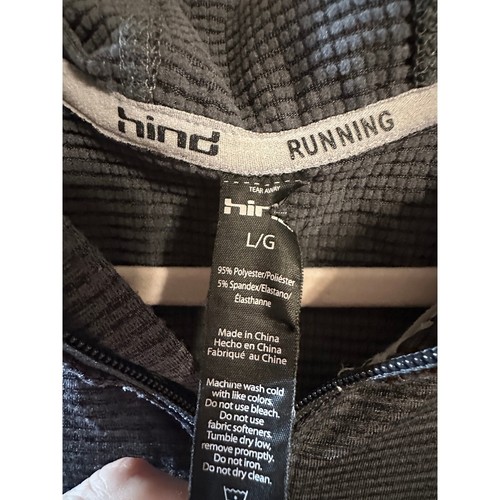 hind RUNNING
TEAR AWAY
L/G
95% Polyester/Poliéster
5% Spandex/Elastano/
Élasthanne
Made in China
Hecho en China
Fabriqué au Chine
Machine wash cold
with like colors.
Do not use bleach.
Do not use
fabric softeners.
Tumble dry low,
remove promptly.
Do not iron.
Do not dry clean.